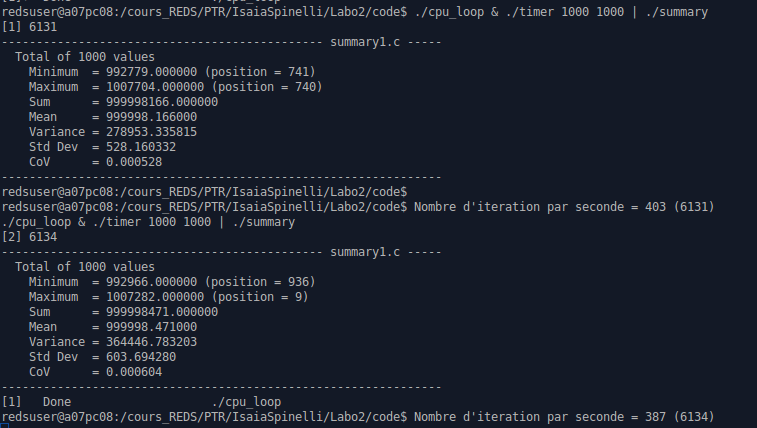 redsuser@a07pc08:/cours_REDS/PTR/IsaiaSpinelli/Labo2/code$ ./cpu_loop & ./timer 1000 1000 | ./summary
[1] 6131
---------------------------------------------- summary1.c -----
  Total of 1000 values
    Minimum  = 992779.000000 (position = 741)
    Maximum  = 1007704.000000 (position = 740)
    Sum      = 999998166.000000
    Mean     = 999998.166000
    Variance = 278953.335815
    Std Dev  = 528.160332
    CoV      = 0.000528
---------------------------------------------------------------
redsuser@a07pc08:/cours_REDS/PTR/IsaiaSpinelli/Labo2/code$
redsuser@a07pc08:/cours_REDS/PTR/IsaiaSpinelli/Labo2/code$ Nombre d'iteration par seconde = 403 (6131)
./cpu_loop & ./timer 1000 1000 | ./summary
[2] 6134
---------------------------------------------- summary1.c -----
  Total of 1000 values
    Minimum  = 992966.000000 (position = 936)
    Maximum  = 1007282.000000 (position = 9)
    Sum      = 999998471.000000
    Mean     = 999998.471000
    Variance = 364446.783203
    Std Dev  = 603.694280
    CoV      = 0.000604
---------------------------------------------------------------
[1]   Done                    ./cpu_loop
redsuser@a07pc08:/cours_REDS/PTR/IsaiaSpinelli/Labo2/code$ Nombre d'iteration par seconde = 387 (6134)